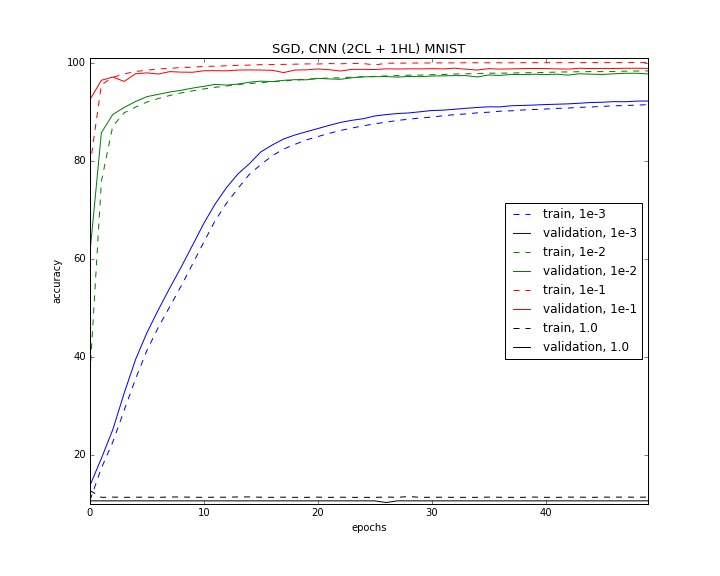 SGD, CNN (2CL + 1HL) MNIST
100
80
60
40
20
accuracy
train, 1e-3
validation, 1e-3
train, 1e-2
validation, 1e-2
train, 1e-1
validation, 1e-1
train, 1.0
validation, 1.0
0
10
20
30
40
epochs